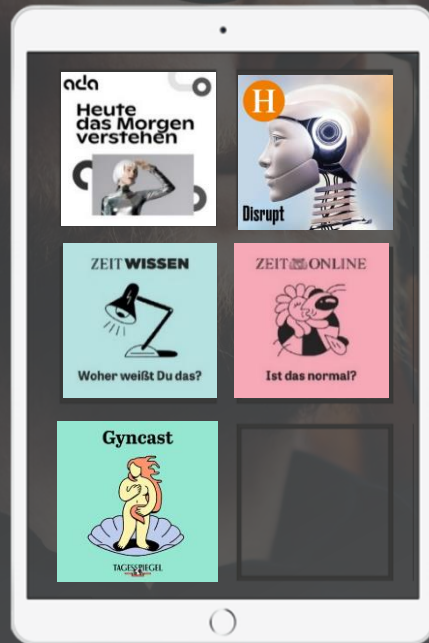 ada
Heute
das Morgen
verstehen
H
Disrupt
ZEIT WISSEN
Woher weißt Du das?
ZEIT ONLINE
Ist das normal?
Gyncast
TAGESSPIEGEL